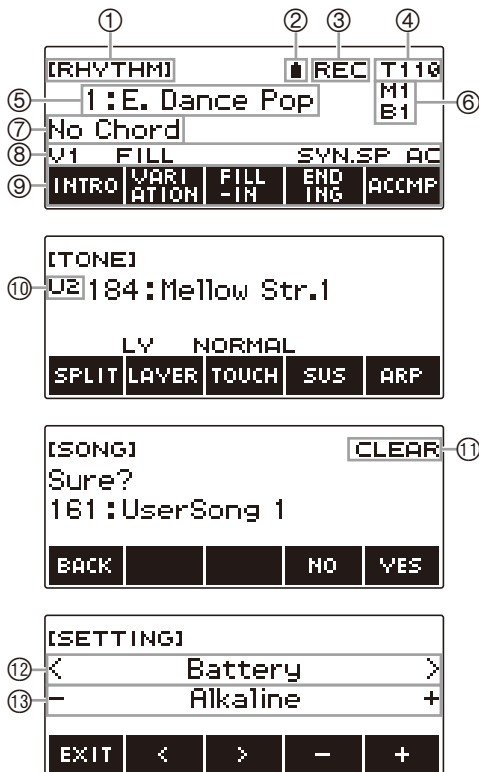 ① ② ③ ④
[RHYTHM] REC T110
⑤ 1:E. Dance Pop M1 ⑥
B1
⑦ No Chord
⑧ V1 FILL SYN.SP AC
⑨ INTRO VARI ATION FILL -IN END ING ACCMP
[TONE]
⑩ U2 184:Mellow Str.1
LY NORMAL
SPLIT LAYER TOUCH SUS ARP
[SONG] CLEAR ⑪
Sure?
161:UserSong 1
BACK NO YES
[SETTING]
⑫ < Battery >
⑬ − Alkaline +
EXIT < > − +